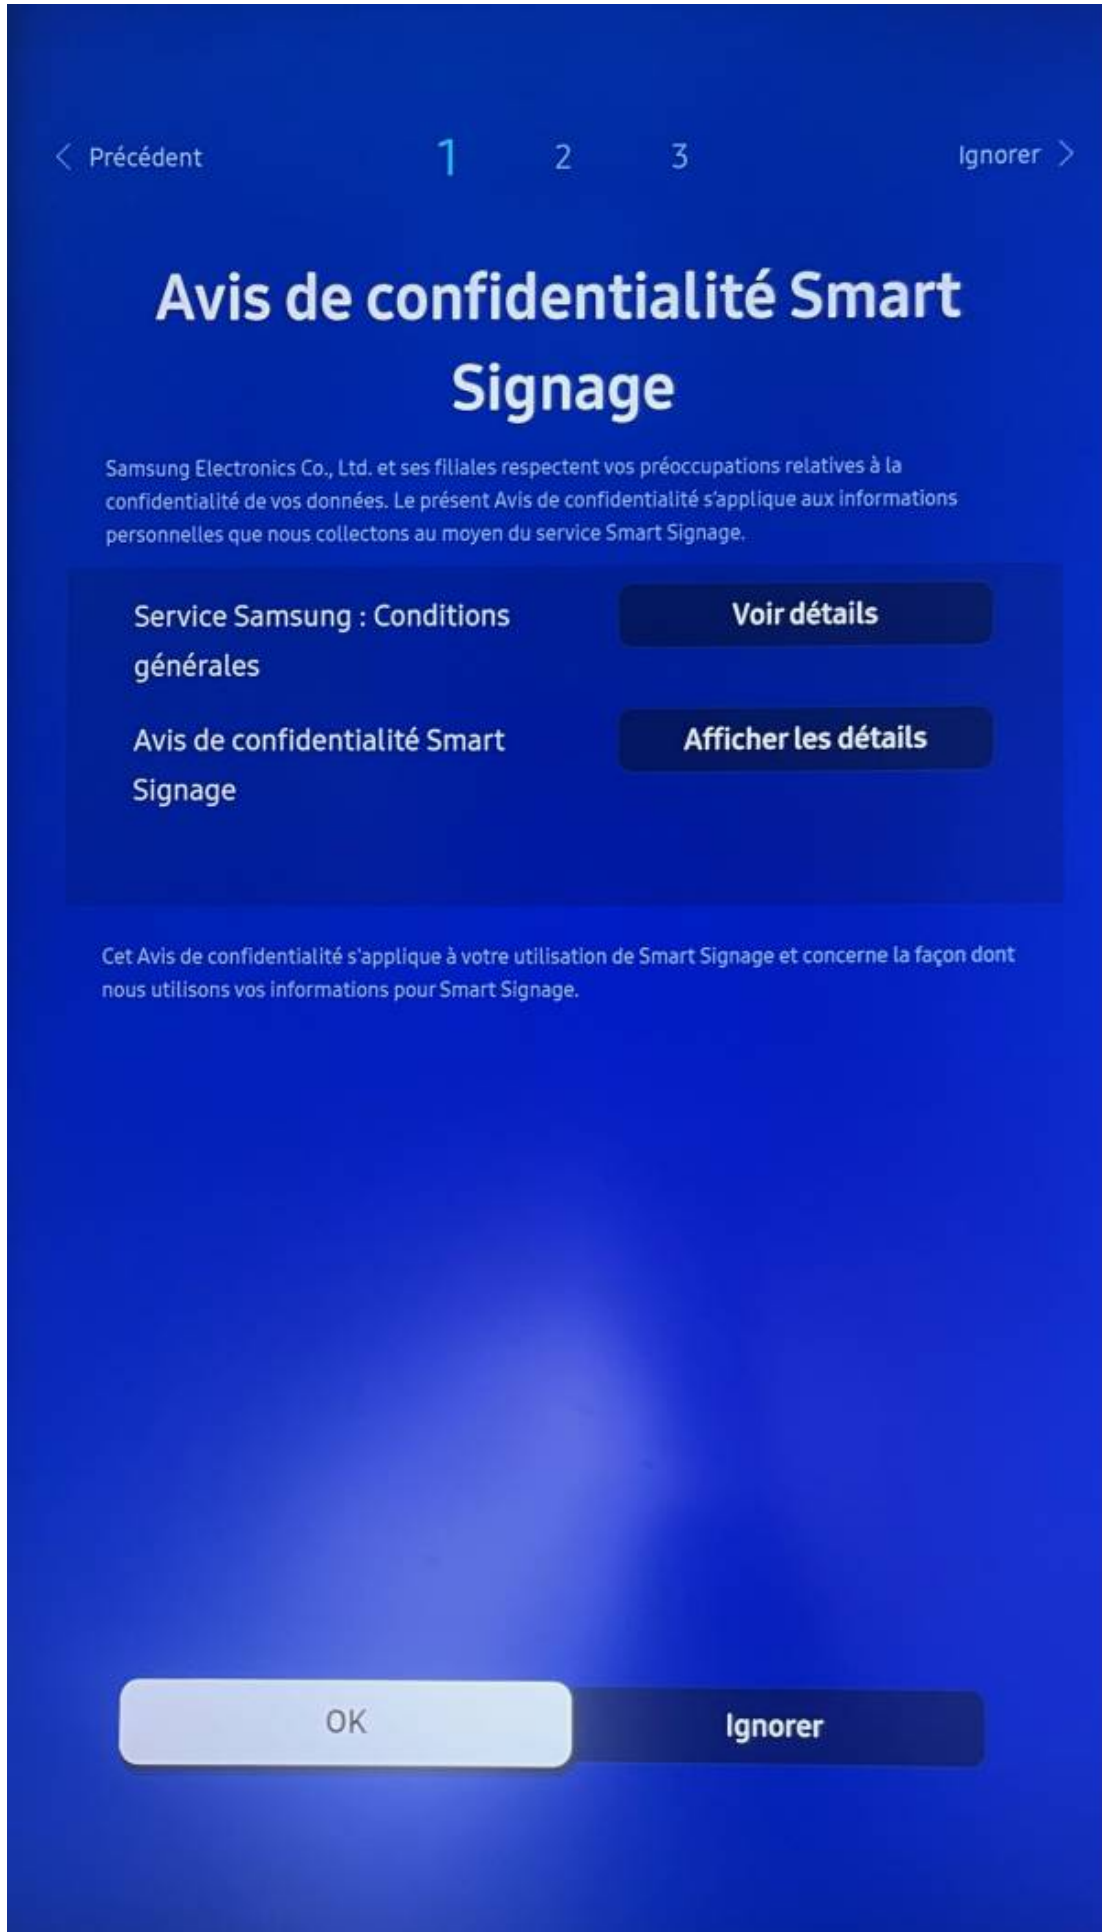 Précédent 1 2 3 Ignorer
Avis de confidentialité Smart
Signage
Samsung Electronics Co., Ltd. et ses filiales respectent vos préoccupations relatives à la
confidentialité de vos données. Le présent Avis de confidentialité s'applique aux informations
personnelles que nous collectons au moyen du service Smart Signage.
Service Samsung : Conditions
générales
Voir détails
Avis de confidentialité Smart
Signage
Afficher les détails
Cet Avis de confidentialité s'applique à votre utilisation de Smart Signage et concerne la façon dont
nous utilisons vos informations pour Smart Signage.
OK
Ignorer